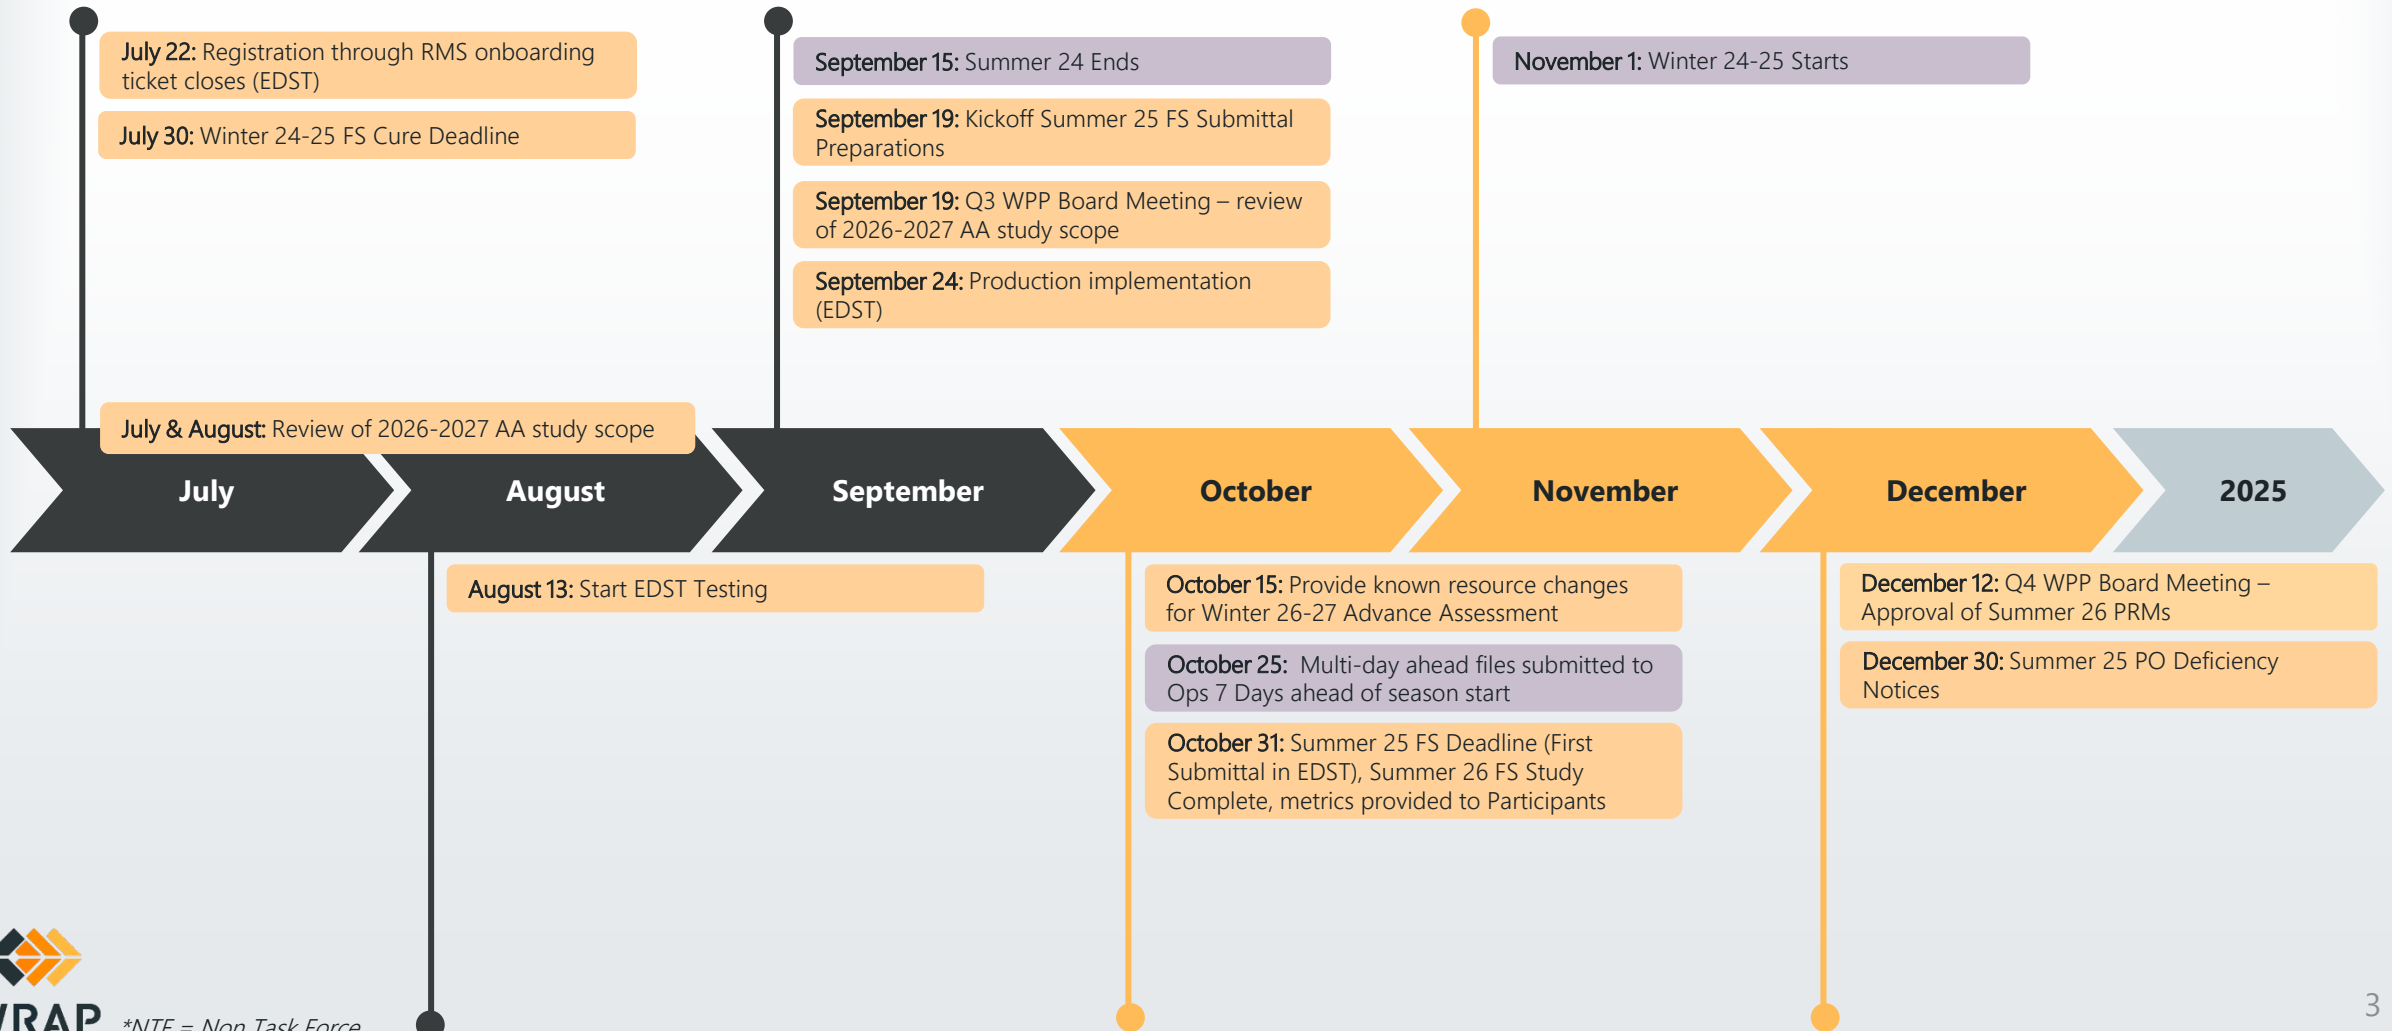 July 22: Registration through RMS onboarding
ticket closes (EDST)
July 30: Winter 24-25 FS Cure Deadline
September 15: Summer 24 Ends
September 19: Kickoff Summer 25 FS Submittal
Preparations
September 19: Q3 WPP Board Meeting – review
of 2026-2027 AA study scope
September 24: Production implementation
(EDST)
November 1: Winter 24-25 Starts
July & August: Review of 2026-2027 AA study scope
July
August
September
October
November
December
2025
August 13: Start EDST Testing
October 15: Provide known resource changes
for Winter 26-27 Advance Assessment
October 25: Multi-day ahead files submitted to
Ops 7 Days ahead of season start
October 31: Summer 25 FS Deadline (First
Submittal in EDST), Summer 26 FS Study
Complete, metrics provided to Participants
December 12: Q4 WPP Board Meeting –
Approval of Summer 26 PRMs
December 30: Summer 25 PO Deficiency
Notices
WRAP
*NTF = Non Task Force
3